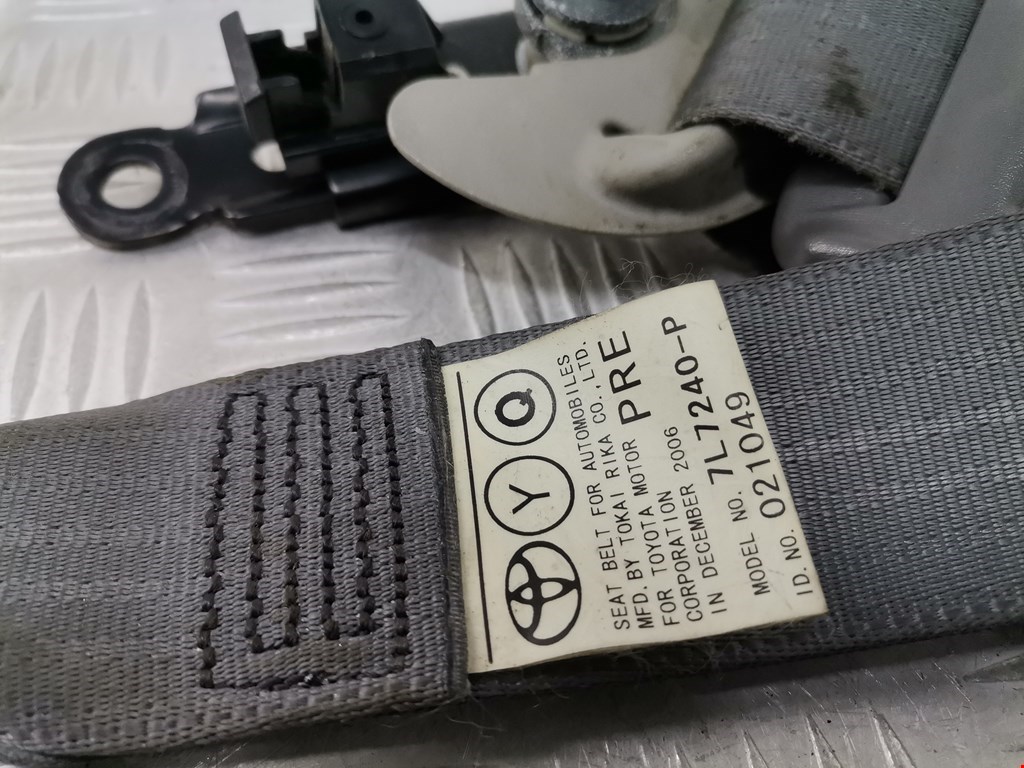 Y Q
SEAT BELT FOR AUTOMOBILES
MFD. BY TOKAI RIKA CO., LTD.
FOR TOYOTA MOTOR PRE
CORPORATION
IN DECEMBER 2006
MODEL NO. 7L7240-P
ID. NO. 021049